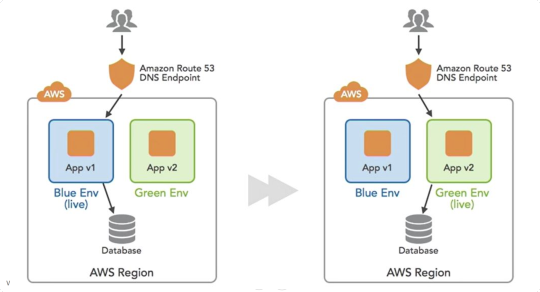 Amazon Route 53
DNS Endpoint
AWS
App v1
App v2
Blue Env
(live)
Green Env
Database
AWS Region
Amazon Route 53
DNS Endpoint
AWS
App v1
App v2
Blue Env
Green Env
(live)
Database
AWS Region
v